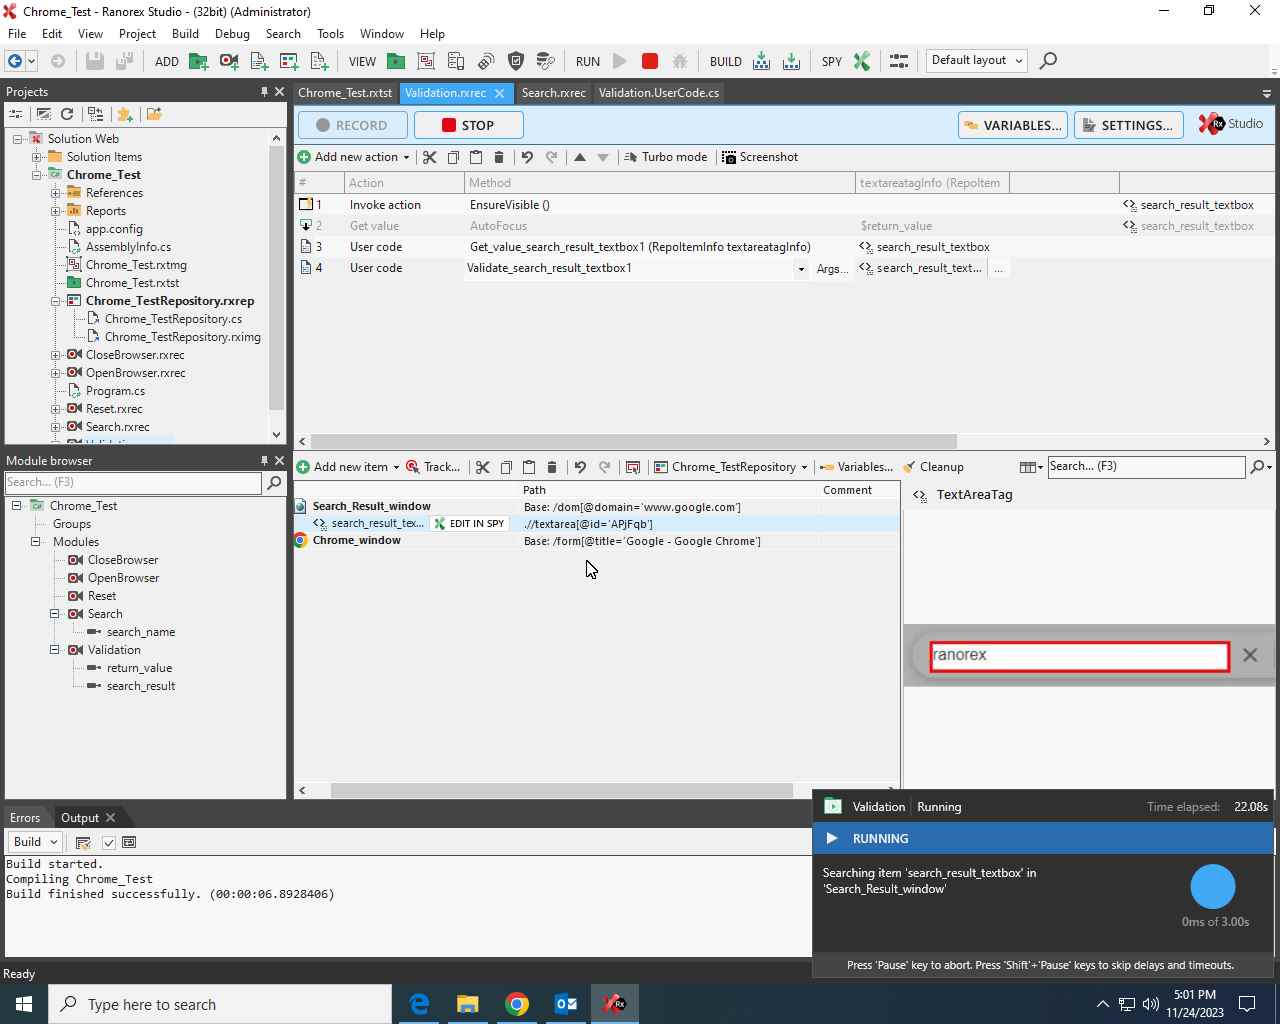 Chrome_Test - Ranorex Studio - (32bit) (Administrator)
File Edit View Project Build Debug Search Tools Window Help
ADD VIEW RUN BUILD SPY Default layout
Projects
Solution Web
Solution Items
Chrome_Test
References
Reports
app.config
AssemblyInfo.cs
Chrome_Test.rxtmg
Chrome_Test.rxtst
Chrome_TestRepository.rxrep
Chrome_TestRepository.cs
Chrome_TestRepository.rximg
CloseBrowser.rxrec
OpenBrowser.rxrec
Program.cs
Reset.rxrec
Search.rxrec
Module browser
Search... (F3)
Chrome_Test
Groups
Modules
CloseBrowser
OpenBrowser
Reset
Search
search_name
Validation
return_value
search_result
Chrome_Test.rxtst Validation.rxrec Search.rxrec Validation.UserCode.cs
RECORD STOP VARIABLES... SETTINGS... Rx Studio
Add new action Turbo mode Screenshot
# Action Method textareatagInfo (RepoItem
1 Invoke action EnsureVisible () search_result_textbox
2 Get value AutoFocus $return_value search_result_textbox
3 User code Get_value_search_result_textbox1 (RepoItemInfo textareatagInfo) search_result_textbox
4 User code Validate_search_result_textbox1 Args... search_result_text... ...
Add new item Track... Chrome_TestRepository Variables... Cleanup Search... (F3)
Path Comment
Search_Result_window Base: /dom[@domain='www.google.com']
search_result_tex... EDIT IN SPY .//textarea[@id='APjFqb']
Chrome_window Base: /form[@title='Google - Google Chrome']
TextAreaTag
ranorex
Errors Output
Build
Build started.
Compiling Chrome_Test
Build finished successfully. (00:00:06.8928406)
Validation Running Time elapsed: 22.08s
RUNNING
Searching item 'search_result_textbox' in
'Search_Result_window'
0ms of 3.00s
Press 'Pause' key to abort. Press 'Shift'+'Pause' keys to skip delays and timeouts.
Ready
Type here to search
5:01 PM
11/24/2023